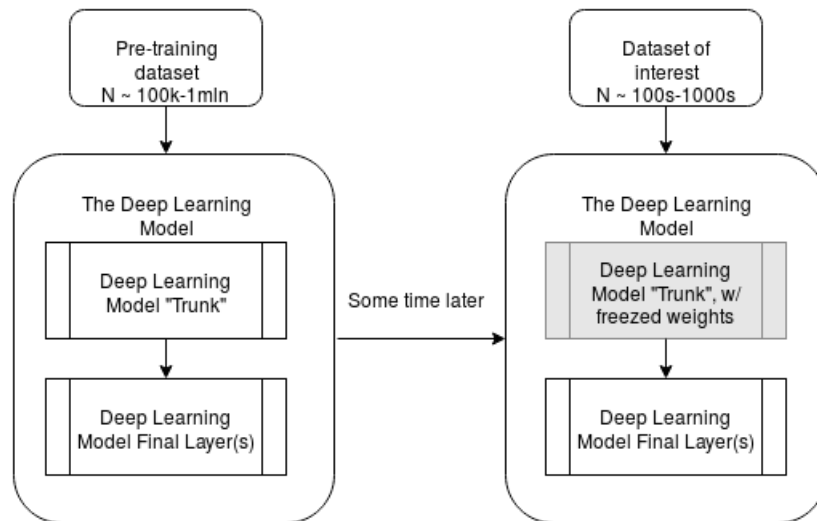 Pre-training
dataset
N ~ 100k-1mln
The Deep Learning
Model
Deep Learning
Model "Trunk"
Deep Learning
Model Final Layer(s)
Some time later
Dataset of
interest
N ~ 100s-1000s
The Deep Learning
Model
Deep Learning
Model "Trunk", w/
freezed weights
Deep Learning
Model Final Layer(s)